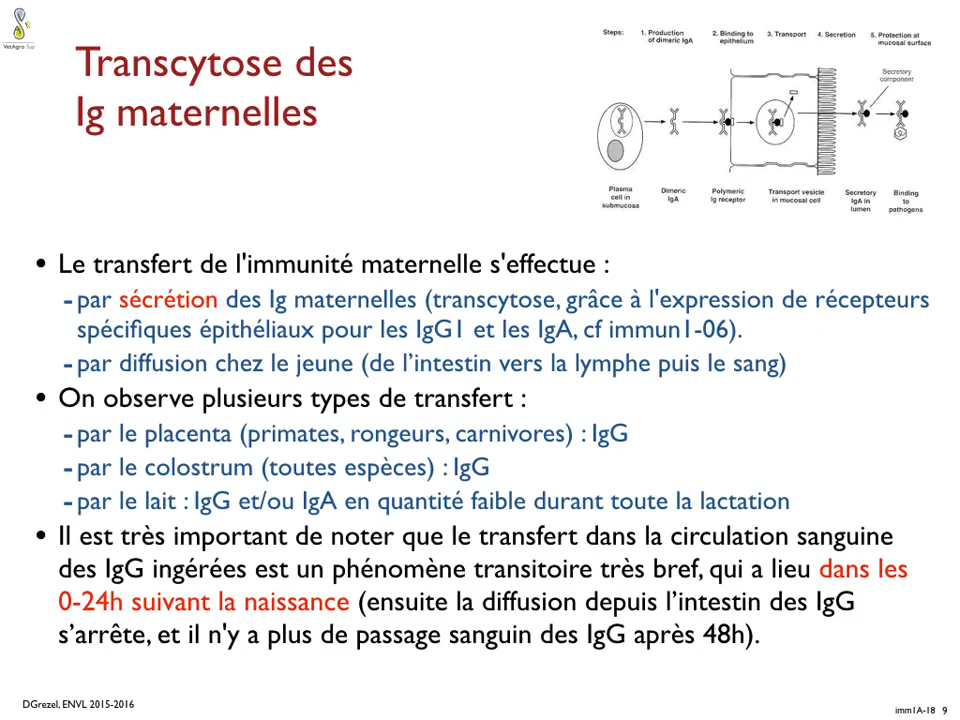 VetAgro Sup
Transcytose des
Ig maternelles
Steps: 1. Production of dimeric IgA 2. Binding to epithelium 3. Transport 4. Secretion 5. Protection at mucosal surface
Secretory component
Plasma cell in submucosa
Dimeric IgA
Polymeric Ig receptor
Transport vesicle in mucosal cell
Secretory IgA in lumen
Binding to pathogens
• Le transfert de l'immunité maternelle s'effectue :
- par sécrétion des Ig maternelles (transcytose, grâce à l'expression de récepteurs
spécifiques épithéliaux pour les IgG1 et les IgA, cf immun1-06).
- par diffusion chez le jeune (de l’intestin vers la lymphe puis le sang)
• On observe plusieurs types de transfert :
- par le placenta (primates, rongeurs, carnivores) : IgG
- par le colostrum (toutes espèces) : IgG
- par le lait : IgG et/ou IgA en quantité faible durant toute la lactation
• Il est très important de noter que le transfert dans la circulation sanguine
des IgG ingérées est un phénomène transitoire très bref, qui a lieu dans les
0-24h suivant la naissance (ensuite la diffusion depuis l’intestin des IgG
s’arrête, et il n'y a plus de passage sanguin des IgG après 48h).
DGrezel, ENVL 2015-2016
imm1A-18 9